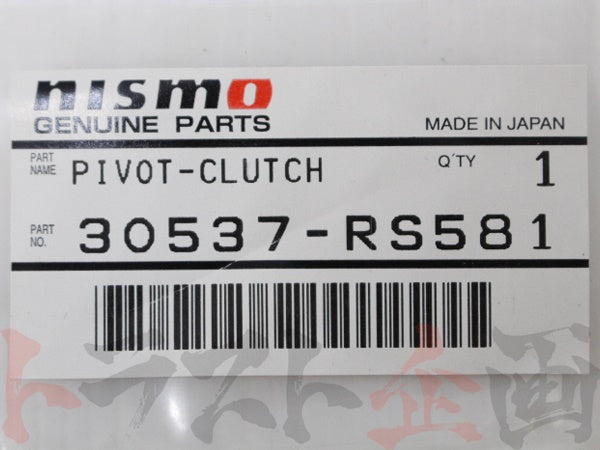 nismo
GENUINE PARTS
MADE IN JAPAN
PART NAME PIVOT-CLUTCH Q'TY 1
PART NO. 30537-RS581
トラスト企画